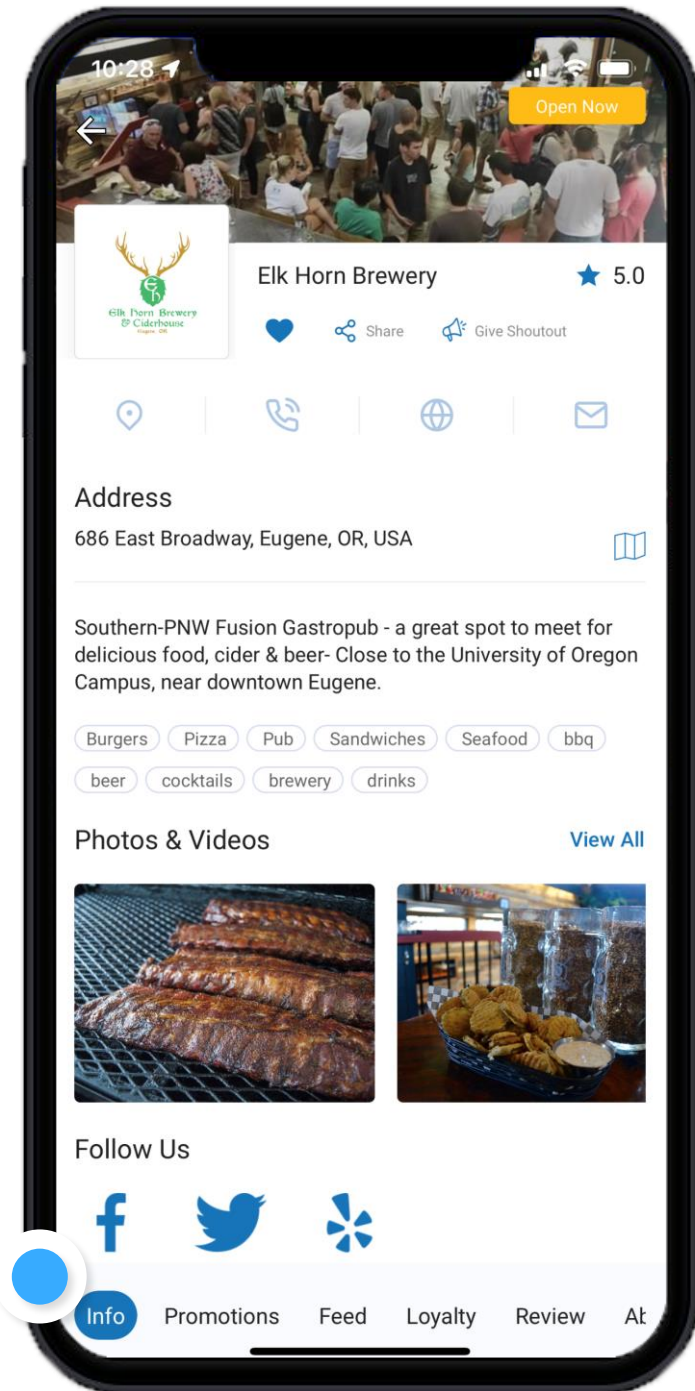 10:28
Open Now
Elk Horn Brewery
& Ciderhouse
Eugene, OR
Elk Horn Brewery
5.0
Share
Give Shoutout
Address
686 East Broadway, Eugene, OR, USA
Southern-PNW Fusion Gastropub - a great spot to meet for
delicious food, cider & beer- Close to the University of Oregon
Campus, near downtown Eugene.
Burgers Pizza Pub Sandwiches Seafood bbq
beer cocktails brewery drinks
Photos & Videos
View All
Follow Us
Info Promotions Feed Loyalty Review Ab